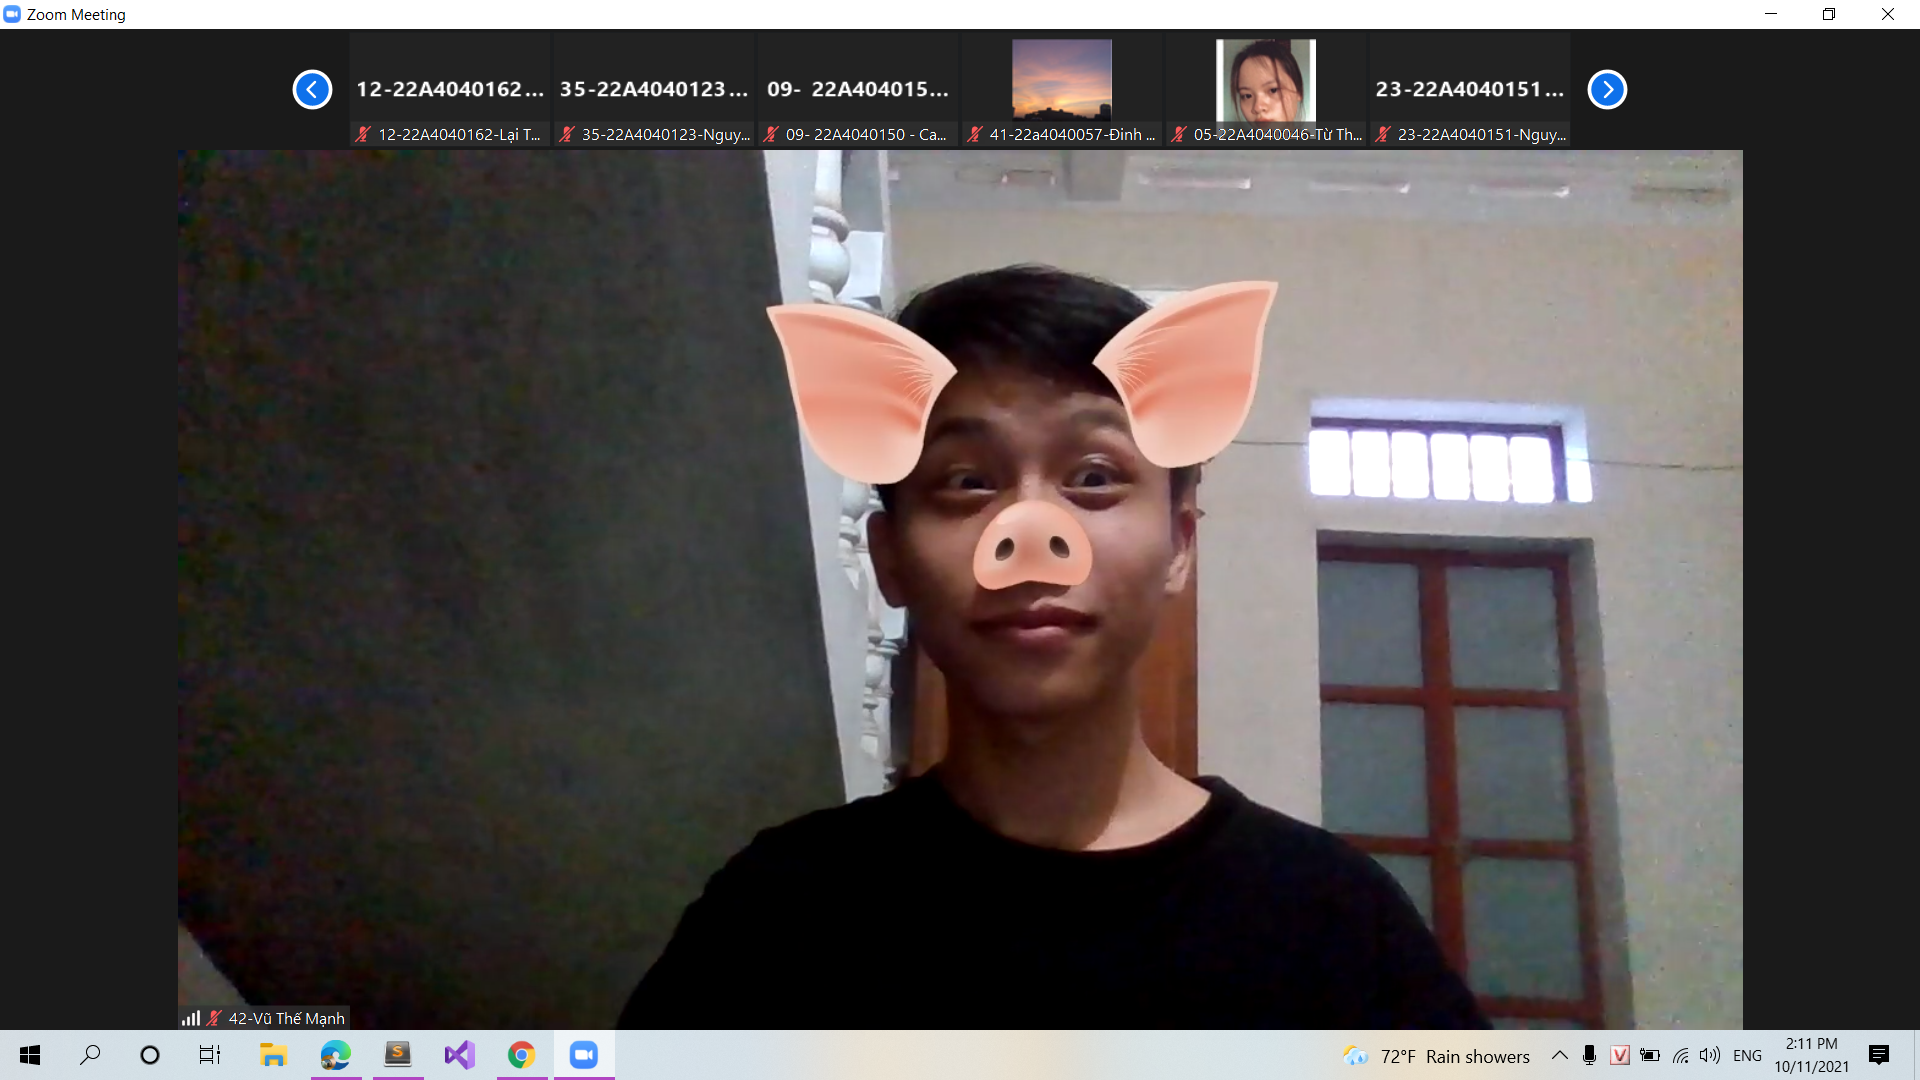 Zoom Meeting
12-22A4040162...
35-22A4040123...
09- 22A404015...
23-22A4040151...
12-22A4040162-Lại T...
35-22A4040123-Nguy...
09- 22A4040150 - Ca...
41-22a4040057-Đinh ...
05-22A4040046-Từ Th...
23-22A4040151-Nguy...
42-Vũ Thế Mạnh
S
V
72°F Rain showers
ENG
2:11 PM
10/11/2021